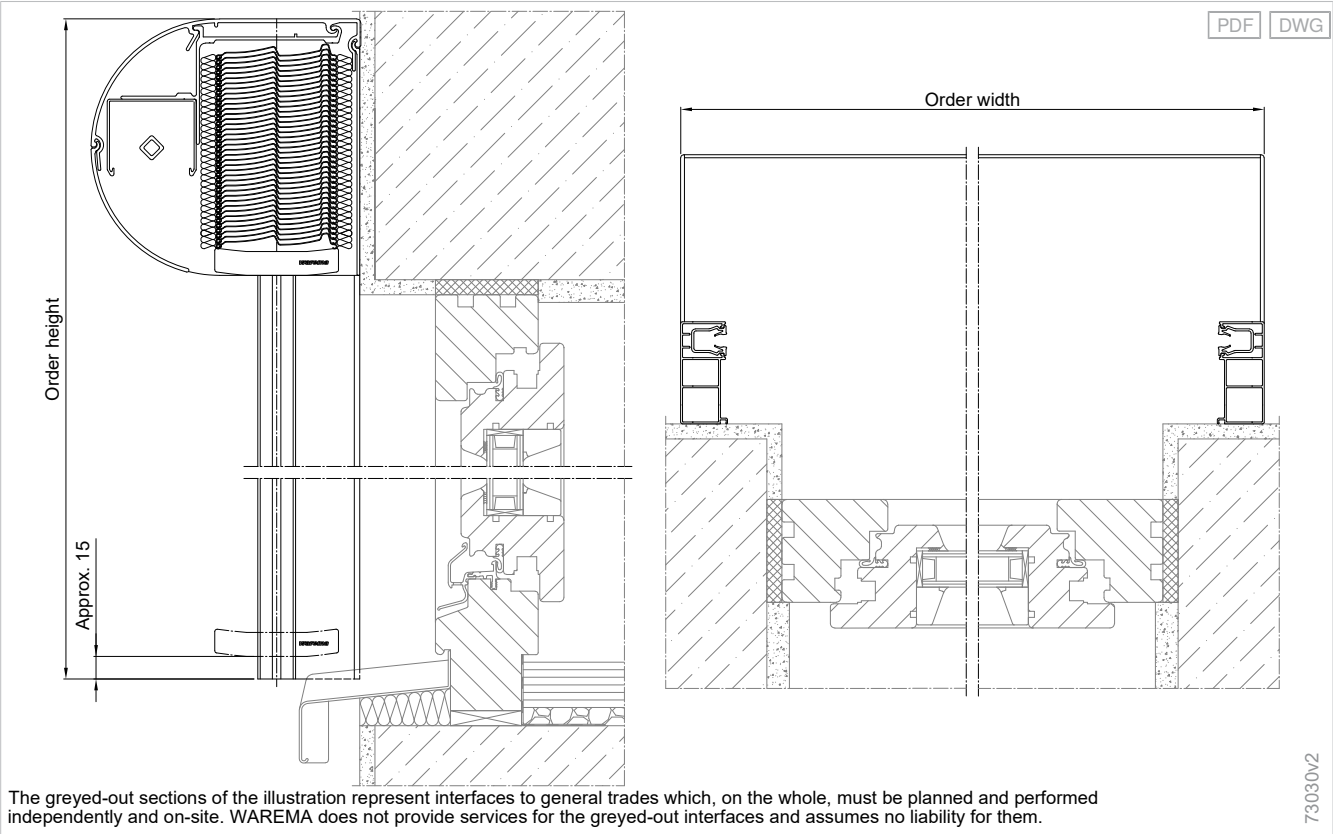 PDF DWG
Order width
Order height
Approx. 15
WAREMA
WAREMA
The greyed-out sections of the illustration represent interfaces to general trades which, on the whole, must be planned and performed
independently and on-site. WAREMA does not provide services for the greyed-out interfaces and assumes no liability for them.
73030v2